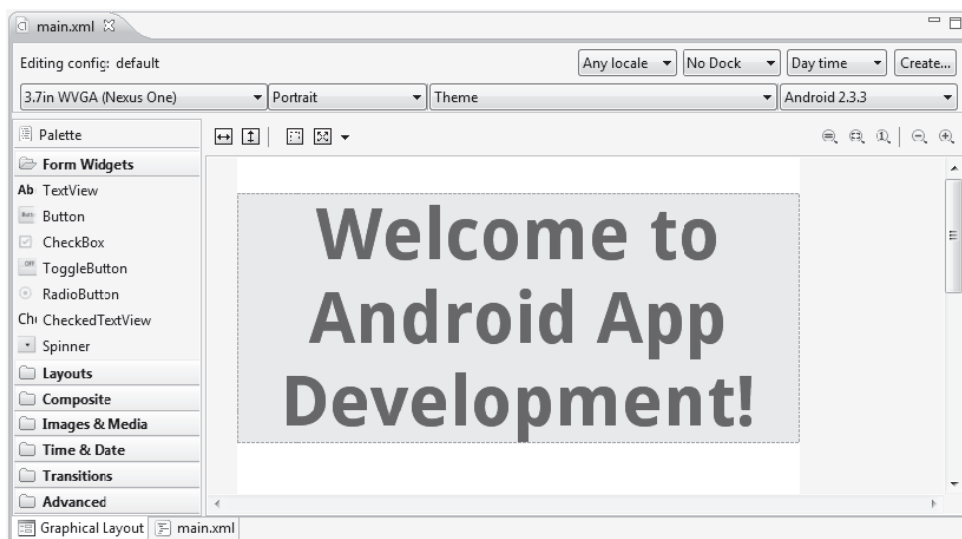 main.xml
Editing config: default
Any locale
No Dock
Day time
Create...
3.7in WVGA (Nexus One)
Portrait
Theme
Android 2.3.3
Palette
Form Widgets
Ab TextView
Button
CheckBox
OFF ToggleButton
RadioButton
CheckedTextView
Spinner
Layouts
Composite
Images & Media
Time & Date
Transitions
Advanced
Welcome to
Android App
Development!
Graphical Layout
main.xml